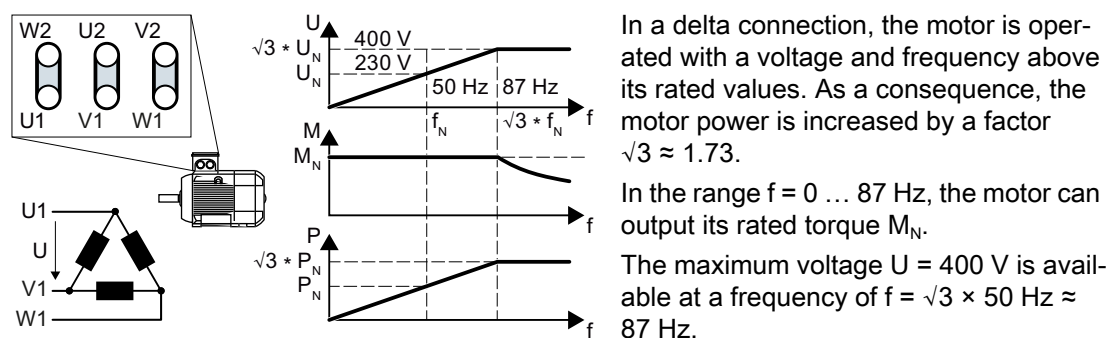 W2 U2 V2
U1 V1 W1
U1
U
V1
W1
U
√3 * U_N
400 V
U_N
230 V
50 Hz 87 Hz
f_N √3 * f_N f
M
M_N
f
P
√3 * P_N
P_N
f
In a delta connection, the motor is oper-
ated with a voltage and frequency above
its rated values. As a consequence, the
motor power is increased by a factor
√3 ≈ 1.73.
In the range f = 0 … 87 Hz, the motor can
output its rated torque M_N.
The maximum voltage U = 400 V is avail-
able at a frequency of f = √3 × 50 Hz ≈
87 Hz.